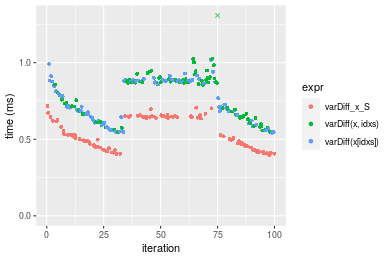 1.0
0.5
0.0
time (ms)
0
25
50
75
100
iteration
expr
varDiff_x_S
varDiff(x, idxs)
varDiff(x[idxs])